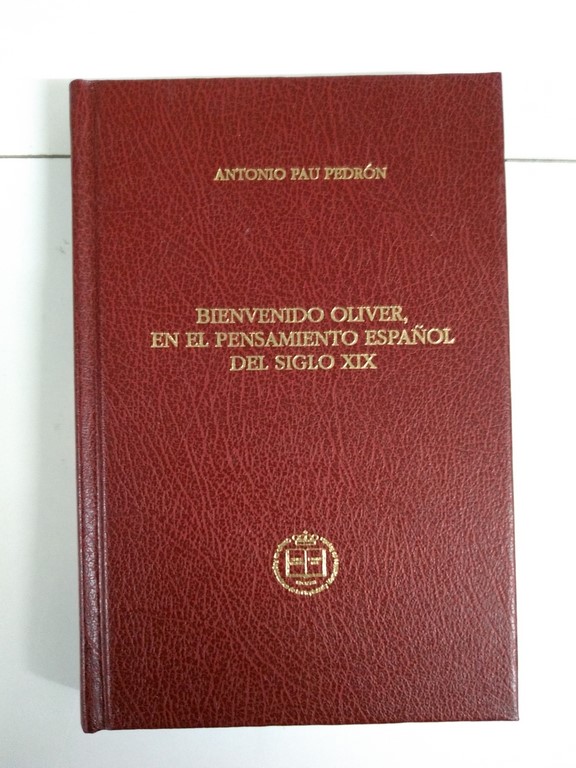 ANTONIO PAU PEDRÓN
BIENVENIDO OLIVER,
EN EL PENSAMIENTO ESPAÑOL
DEL SIGLO XIX